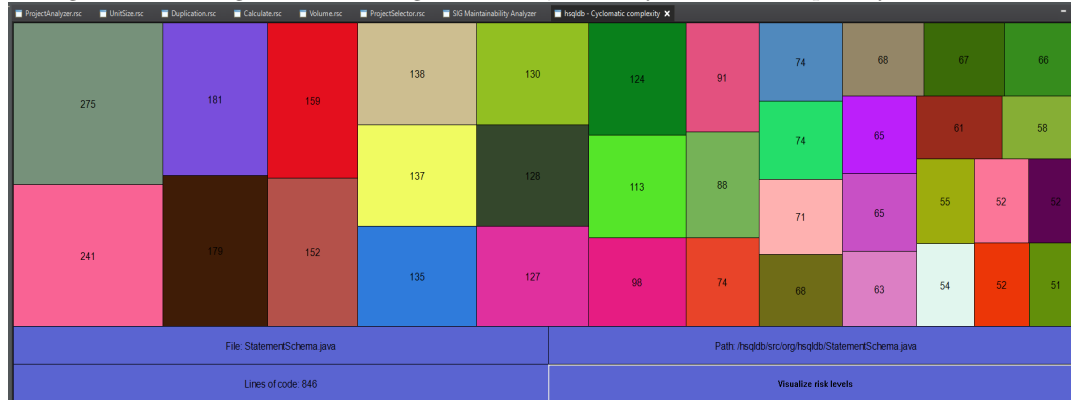 ProjectAnalyzer.rsc UnitSize.rsc Duplication.rsc Calculate.rsc Volume.rsc ProjectSelector.rsc SIG Maintainability Analyzer hsqldb - Cyclomatic complexity
275 181 159 138 130 124 91 74 68 67 66
74 65 61 58
137 128 113 88 71 65 55 52 52
241 179 152 135 127 98 74 68 63 54 52 51
File: StatementSchema.java Path: /hsqldb/src/org/hsqldb/StatementSchema.java
Lines of code: 846 Visualize risk levels